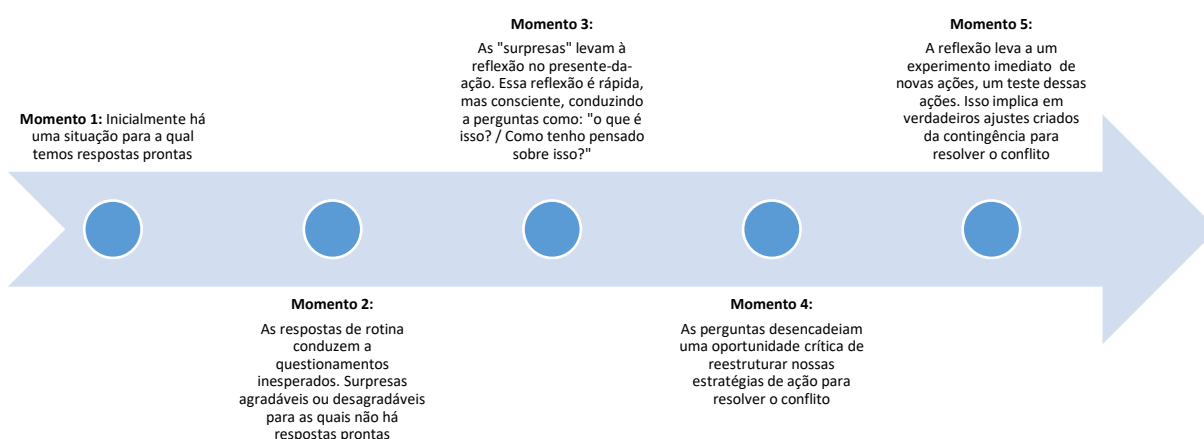 Momento 1: Inicialmente há
uma situação para a qual
temos respostas prontas
Momento 2:
As respostas de rotina
conduzem a
questionamentos
inesperados. Surpresas
agradáveis ou desagradáveis
para as quais não há
respostas prontas
Momento 3:
As "surpresas" levam à
reflexão no presente-da-
ação. Essa reflexão é rápida,
mas consciente, conduzindo
a perguntas como: "o que é
isso? / Como tenho pensado
sobre isso?"
Momento 4:
As perguntas desencadeiam
uma oportunidade crítica de
reestruturar nossas
estratégias de ação para
resolver o conflito
Momento 5:
A reflexão leva a um
experimento imediato de
novas ações, um teste dessas
ações. Isso implica em
verdadeiros ajustes criados
da contingência para
resolver o conflito